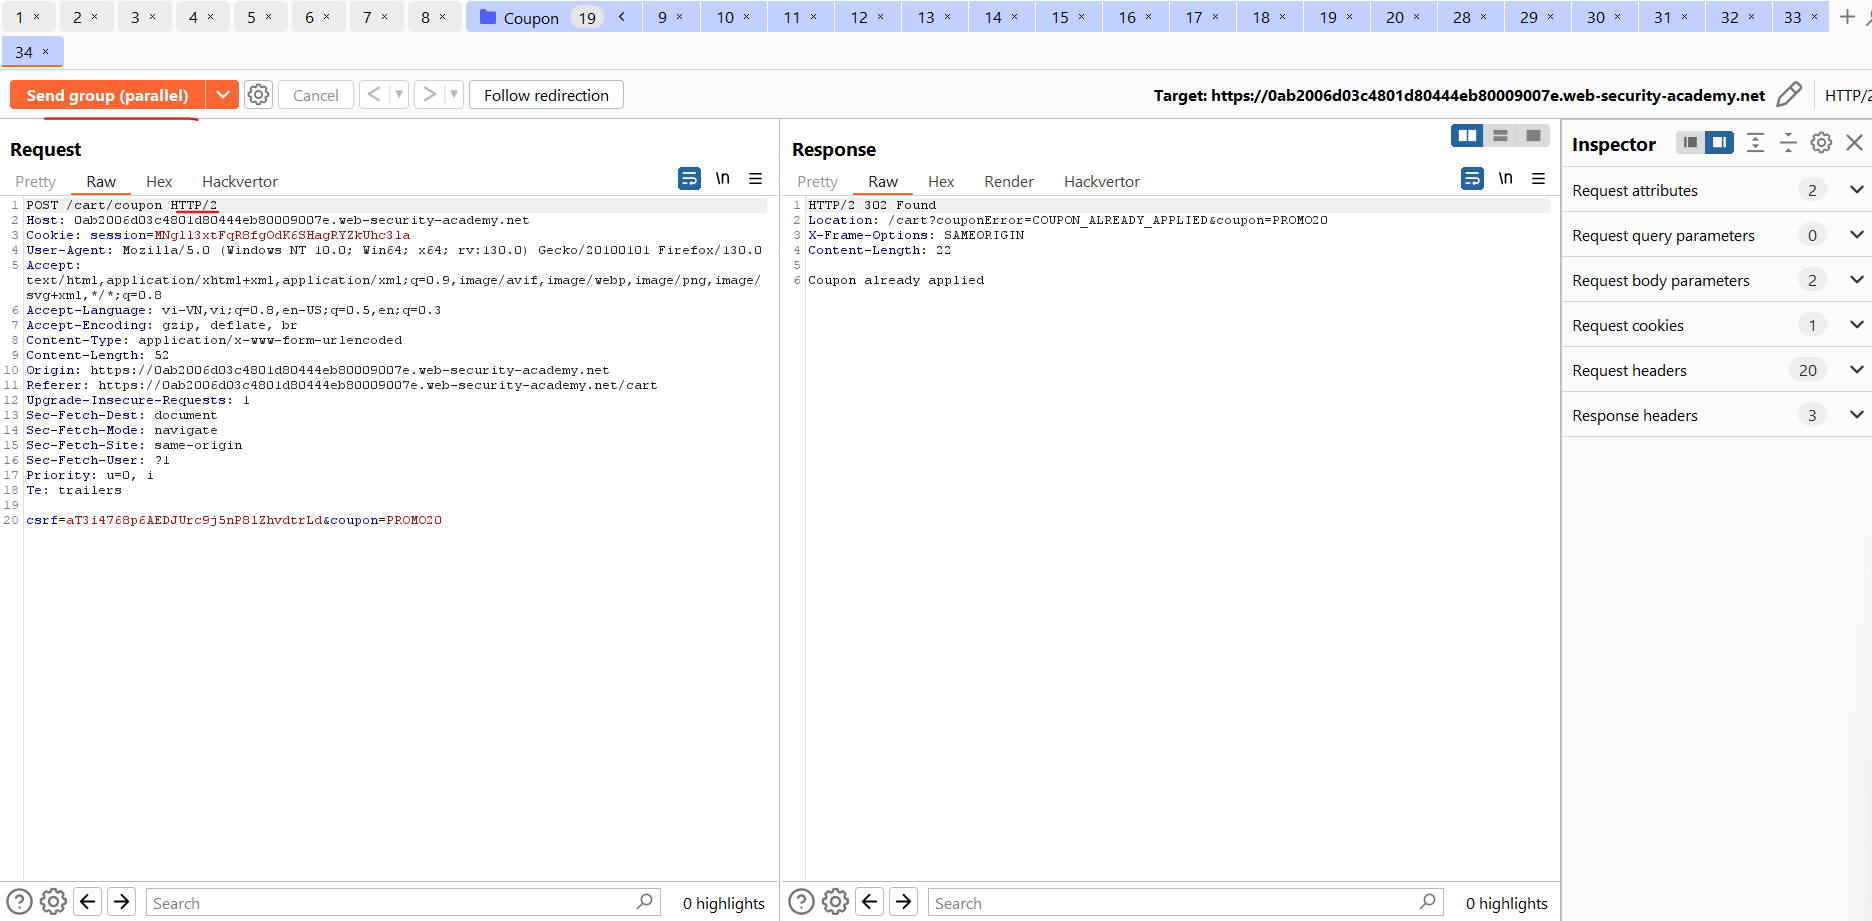 1 × 2 × 3 × 4 × 5 × 6 × 7 × 8 × Coupon 19 < 9 × 10 × 11 × 12 × 13 × 14 × 15 × 16 × 17 × 18 × 19 × 20 × 28 × 29 × 30 × 31 × 32 × 33 × +
34 ×
Send group (parallel) Cancel < > Follow redirection Target: https://0ab2006d03c4801d80444eb80009007e.web-security-academy.net HTTP/2
Request
Pretty Raw Hex Hackvertor \n
1 POST /cart/coupon HTTP/2
2 Host: 0ab2006d03c4801d80444eb80009007e.web-security-academy.net
3 Cookie: session=MNgll3xtFqR8fgOdK6SHagRYZkUhc3la
4 User-Agent: Mozilla/5.0 (Windows NT 10.0; Win64; x64; rv:130.0) Gecko/20100101 Firefox/130.0
5 Accept:
text/html,application/xhtml+xml,application/xml;q=0.9,image/avif,image/webp,image/png,image/
svg+xml,*/*;q=0.8
6 Accept-Language: vi-VN,vi;q=0.8,en-US;q=0.5,en;q=0.3
7 Accept-Encoding: gzip, deflate, br
8 Content-Type: application/x-www-form-urlencoded
9 Content-Length: 52
10 Origin: https://0ab2006d03c4801d80444eb80009007e.web-security-academy.net
11 Referer: https://0ab2006d03c4801d80444eb80009007e.web-security-academy.net/cart
12 Upgrade-Insecure-Requests: 1
13 Sec-Fetch-Dest: document
14 Sec-Fetch-Mode: navigate
15 Sec-Fetch-Site: same-origin
16 Sec-Fetch-User: ?1
17 Priority: u=0, i
18 Te: trailers
19
20 csrf=aT3i4768p6AEDJUrc9j5nP8lZhvdtrLd&coupon=PROMO20
Search 0 highlights
Response
Pretty Raw Hex Render Hackvertor \n
1 HTTP/2 302 Found
2 Location: /cart?couponError=COUPON_ALREADY_APPLIED&coupon=PROMO20
3 X-Frame-Options: SAMEORIGIN
4 Content-Length: 22
5
6 Coupon already applied
Search 0 highlights
Inspector
Request attributes 2
Request query parameters 0
Request body parameters 2
Request cookies 1
Request headers 20
Response headers 3